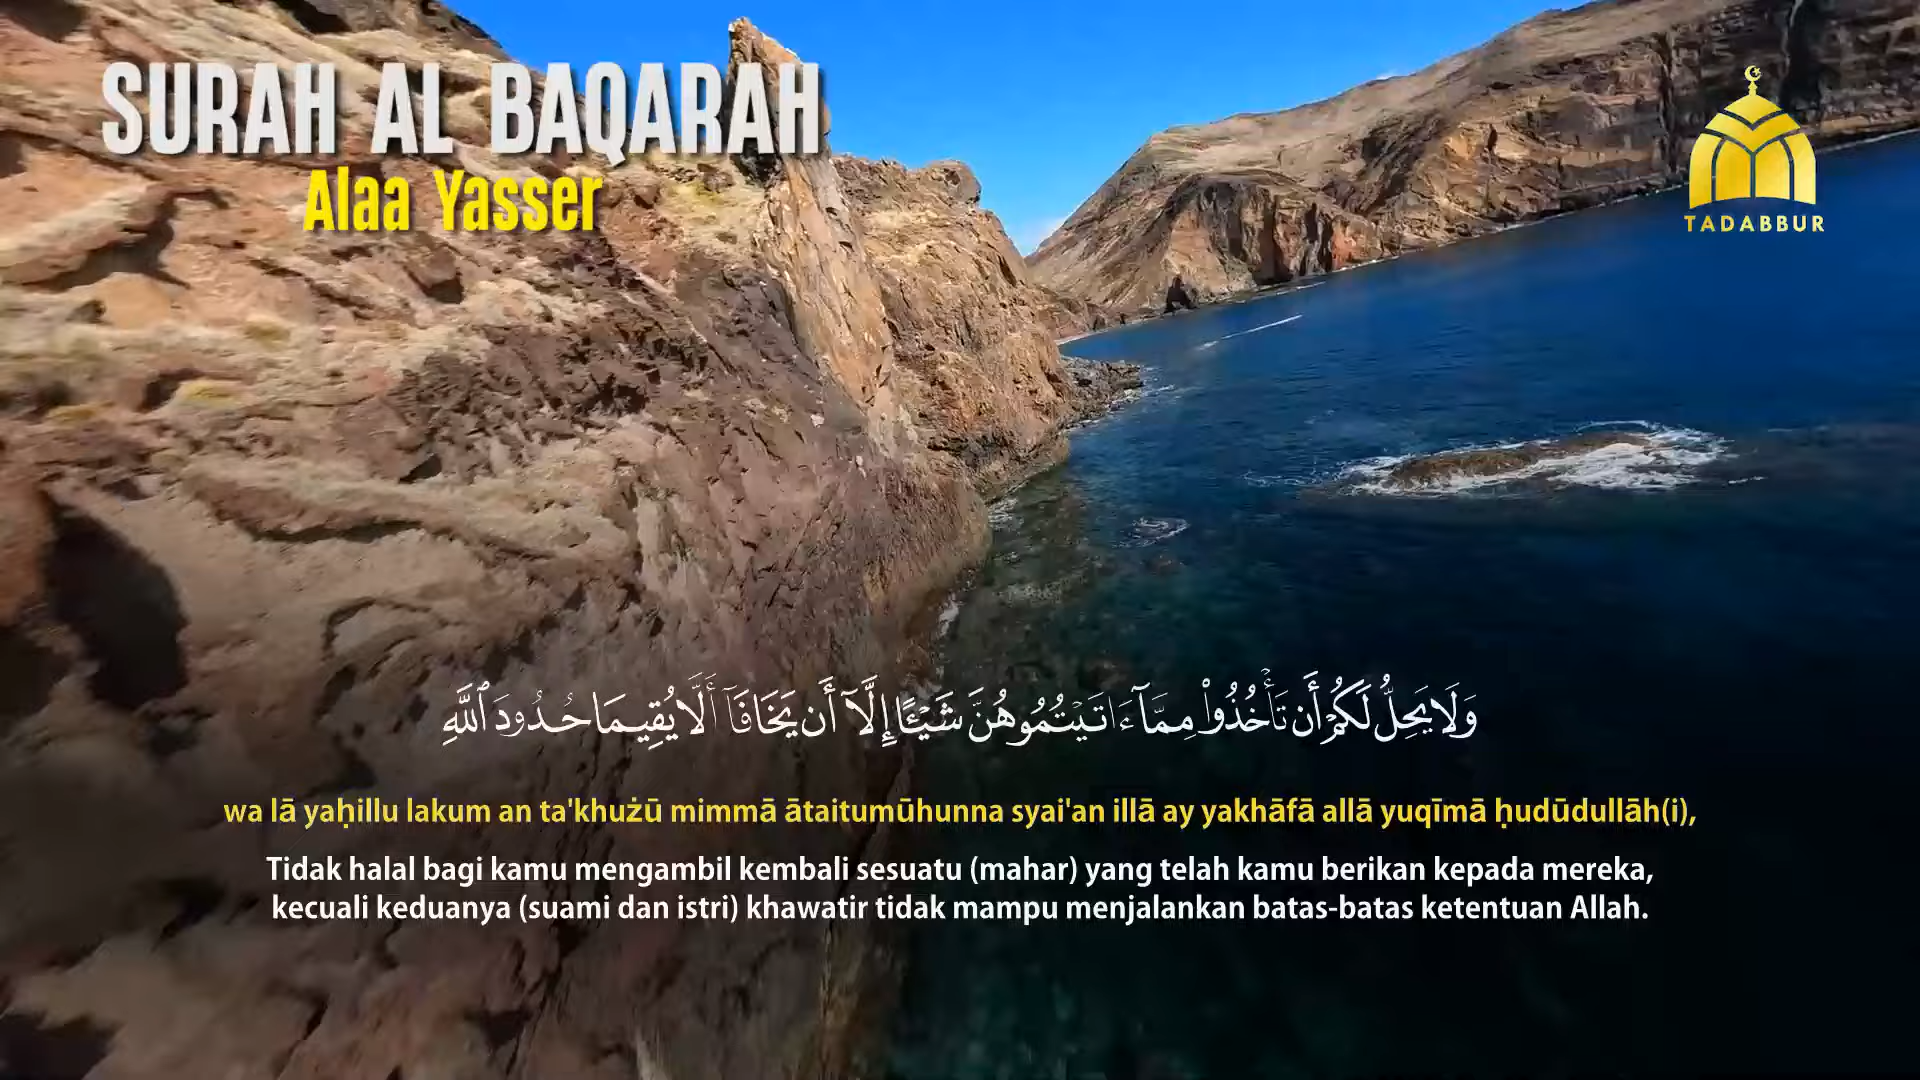 SURAH AL BAQARAH
Alaa Yasser
TADABBUR
وَلَا يَحِلُّ لَكُمْ أَن تَأْخُذُوا۟ مِمَّآ ءَاتَيْتُمُوهُنَّ شَيْـًٔا إِلَّآ أَن يَخَافَآ أَلَّا يُقِيمَا حُدُودَ ٱللَّهِ
wa lā yaḥillu lakum an ta'khużū mimmā ātaitumūhunna syai'an illā ay yakhāfā allā yuqīmā ḥudūdullāh(i),
Tidak halal bagi kamu mengambil kembali sesuatu (mahar) yang telah kamu berikan kepada mereka,
kecuali keduanya (suami dan istri) khawatir tidak mampu menjalankan batas-batas ketentuan Allah.